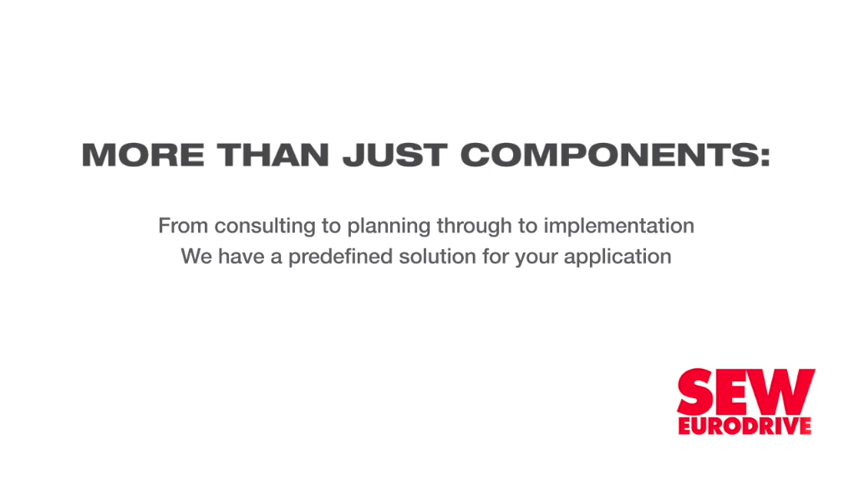 MORE THAN JUST COMPONENTS:
From consulting to planning through to implementation
We have a predefined solution for your application
SEW
EURODRIVE